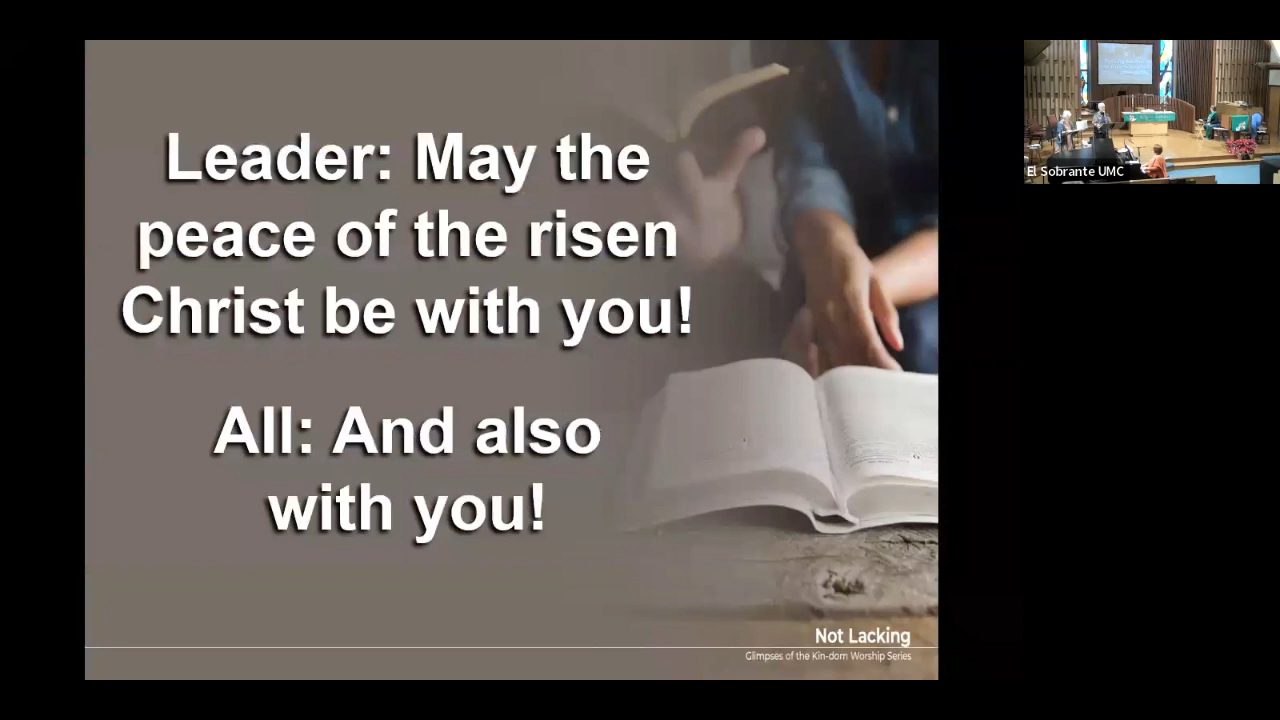 Leader: May the
peace of the risen
Christ be with you!
All: And also
with you!
Not Lacking
Glimpses of the Kin-dom Worship Series
El Sobrante UMC